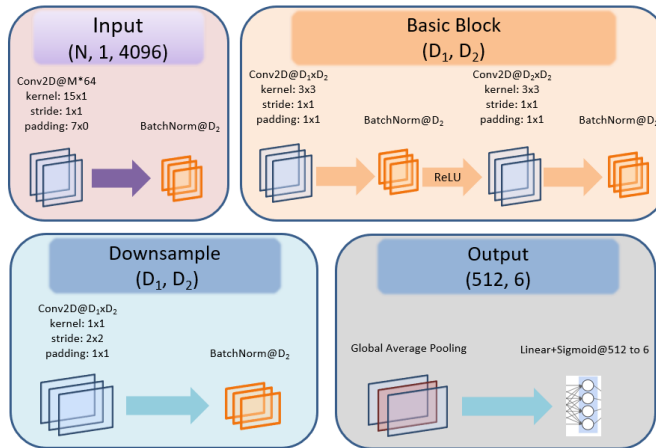 Input
(N, 1, 4096)
Conv2D@M*64
kernel: 15x1
stride: 1x1
padding: 7x0
BatchNorm@D₂
Basic Block
(D₁, D₂)
Conv2D@D₁xD₂
kernel: 3x3
stride: 1x1
padding: 1x1
BatchNorm@D₂
ReLU
Conv2D@D₂xD₂
kernel: 3x3
stride: 1x1
padding: 1x1
BatchNorm@D₂
Downsample
(D₁, D₂)
Conv2D@D₁xD₂
kernel: 1x1
stride: 2x2
padding: 1x1
BatchNorm@D₂
Output
(512, 6)
Global Average Pooling
Linear+Sigmoid@512 to 6